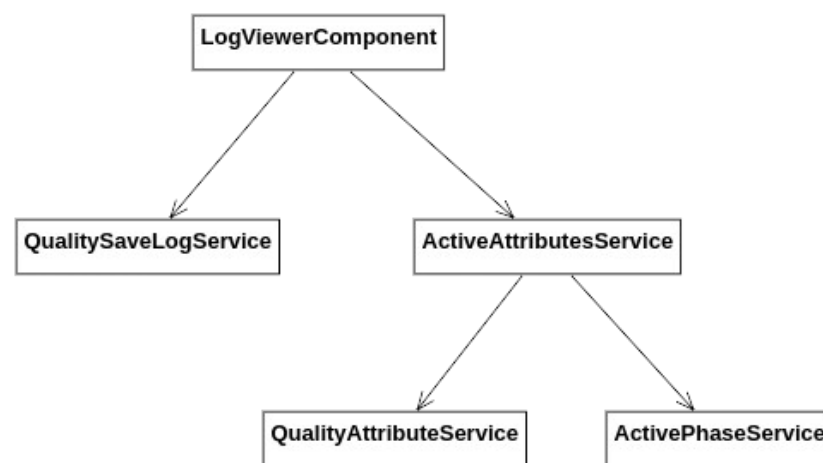 LogViewerComponent
QualitySaveLogService
ActiveAttributesService
QualityAttributeService
ActivePhaseService